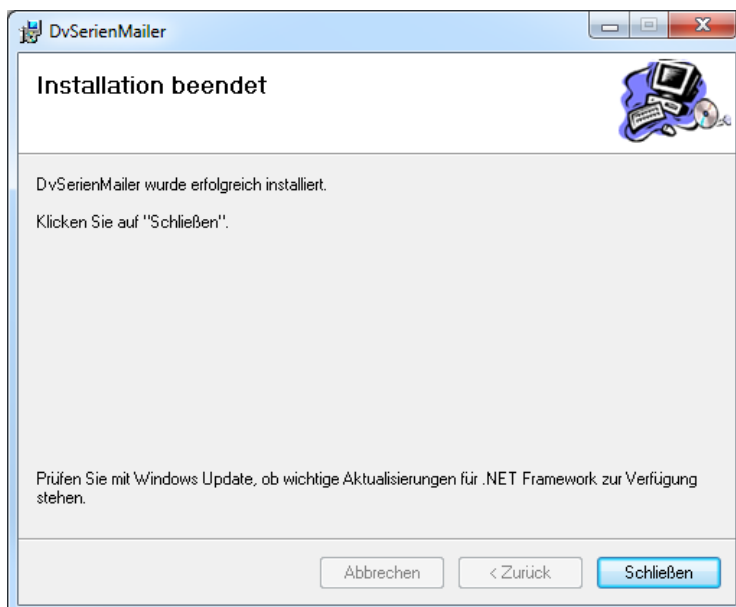 DvSerienMailer
Installation beendet
DvSerienMailer wurde erfolgreich installiert.
Klicken Sie auf "Schließen".
Prüfen Sie mit Windows Update, ob wichtige Aktualisierungen für .NET Framework zur Verfügung
stehen.
Abbrechen
< Zurück
Schließen